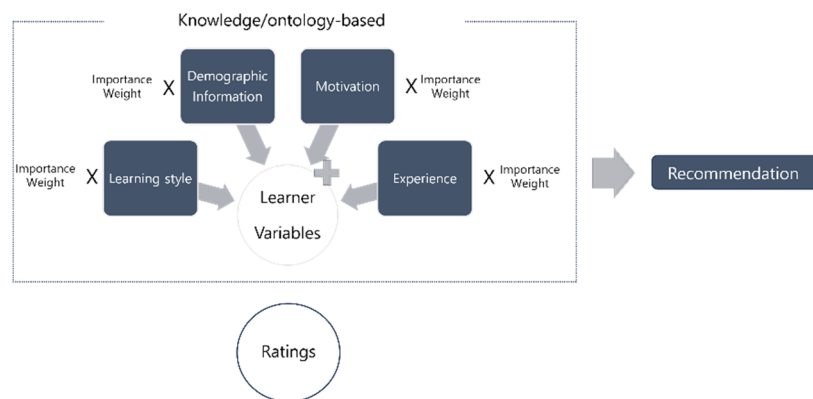 Knowledge/ontology-based
Importance
Weight
X
Demographic
Information
Motivation
X
Importance
Weight
Importance
Weight
X
Learning style
Learner
Variables
Experience
X
Importance
Weight
Recommendation
Ratings